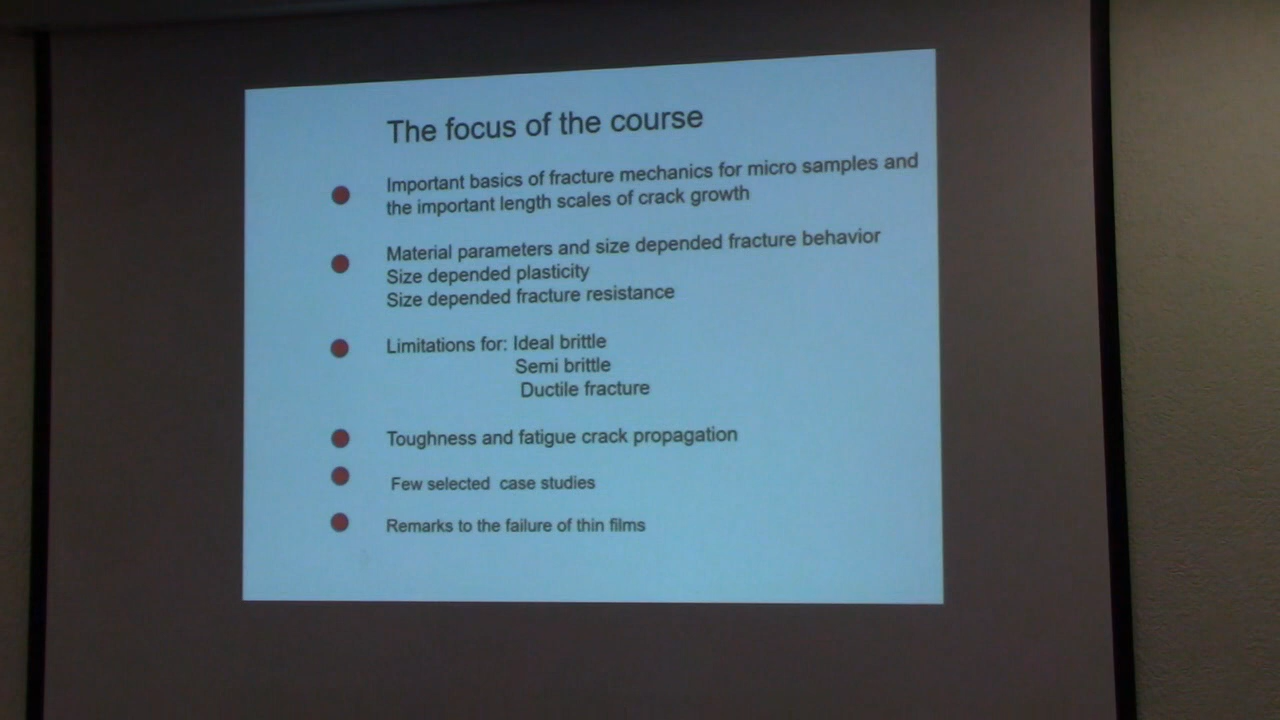 The focus of the course
Important basics of fracture mechanics for micro samples and
the important length scales of crack growth
Material parameters and size depended fracture behavior
Size depended plasticity
Size depended fracture resistance
Limitations for: Ideal brittle
Semi brittle
Ductile fracture
Toughness and fatigue crack propagation
Few selected case studies
Remarks to the failure of thin films